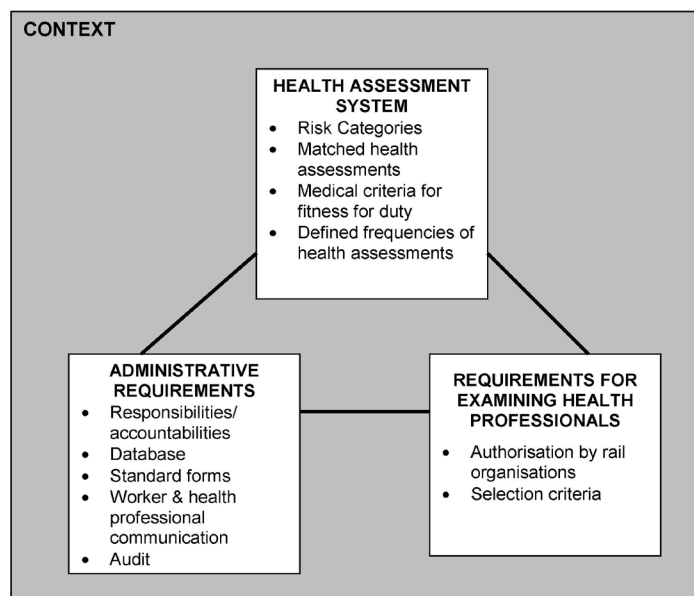 CONTEXT
HEALTH ASSESSMENT
SYSTEM
• Risk Categories
• Matched health
assessments
• Medical criteria for
fitness for duty
• Defined frequencies of
health assessments
ADMINISTRATIVE
REQUIREMENTS
• Responsibilities/
accountabilities
• Database
• Standard forms
• Worker & health
professional
communication
• Audit
REQUIREMENTS FOR
EXAMINING HEALTH
PROFESSIONALS
• Authorisation by rail
organisations
• Selection criteria